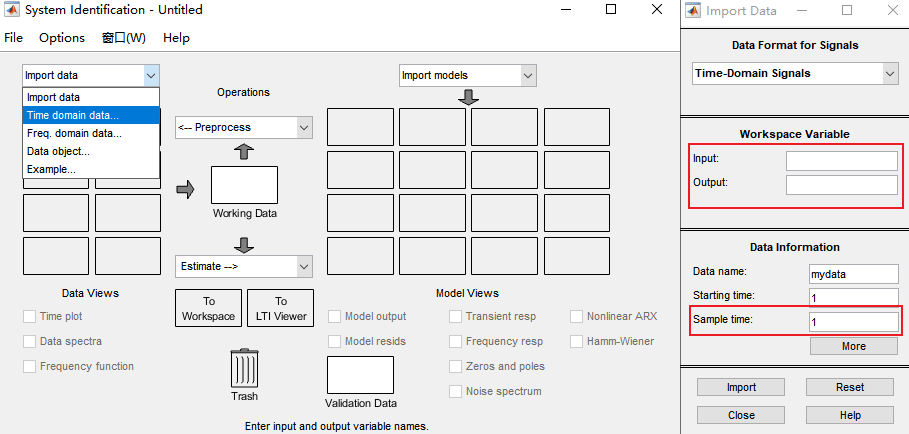 System Identification - Untitled
File Options 窗口(W) Help
Import data
Import data
Time domain data...
Freq. domain data...
Data object...
Example...
Operations
<-- Preprocess
Working Data
Estimate -->
Import models
Data Views
Time plot
Data spectra
Frequency function
To
Workspace
To
LTI Viewer
Trash
Model Views
Model output
Model resids
Transient resp
Frequency resp
Zeros and poles
Noise spectrum
Nonlinear ARX
Hamm-Wiener
Validation Data
Enter input and output variable names.
Import Data
Data Format for Signals
Time-Domain Signals
Workspace Variable
Input:
Output:
Data Information
Data name: mydata
Starting time: 1
Sample time: 1
More
Import Reset
Close Help